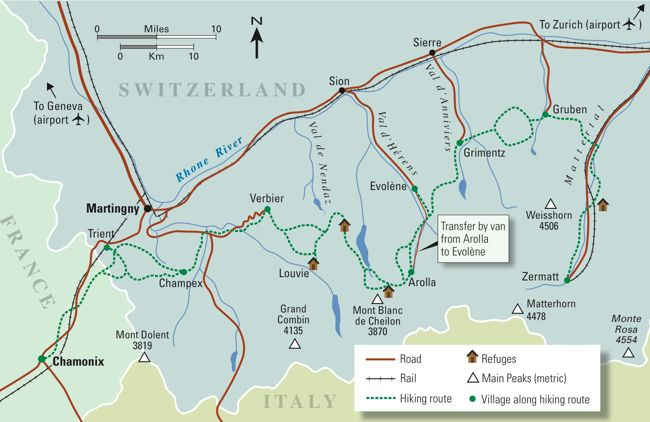 0 Miles 10
0 Km 10
N
To Zurich (airport)
Sierre
Sion
SWITZERLAND
To Geneva
(airport)
Val d'Anniviers
Gruben
Mattertal
Val de Nendaz
Val d'Hérens
Grimentz
Rhone River
Evolène
Verbier
Martingny
Weisshorn
4506
Trient
Transfer by van
from Arolla
to Evolène
FRANCE
Louvie
Arolla
Zermatt
Champex
Grand
Combin
4135
Mont Blanc
de Cheilon
3870
Matterhorn
4478
Monte
Rosa
4554
Mont Dolent
3819
Chamonix
ITALY
Road
Refuges
Rail
Main Peaks (metric)
Hiking route
Village along hiking route